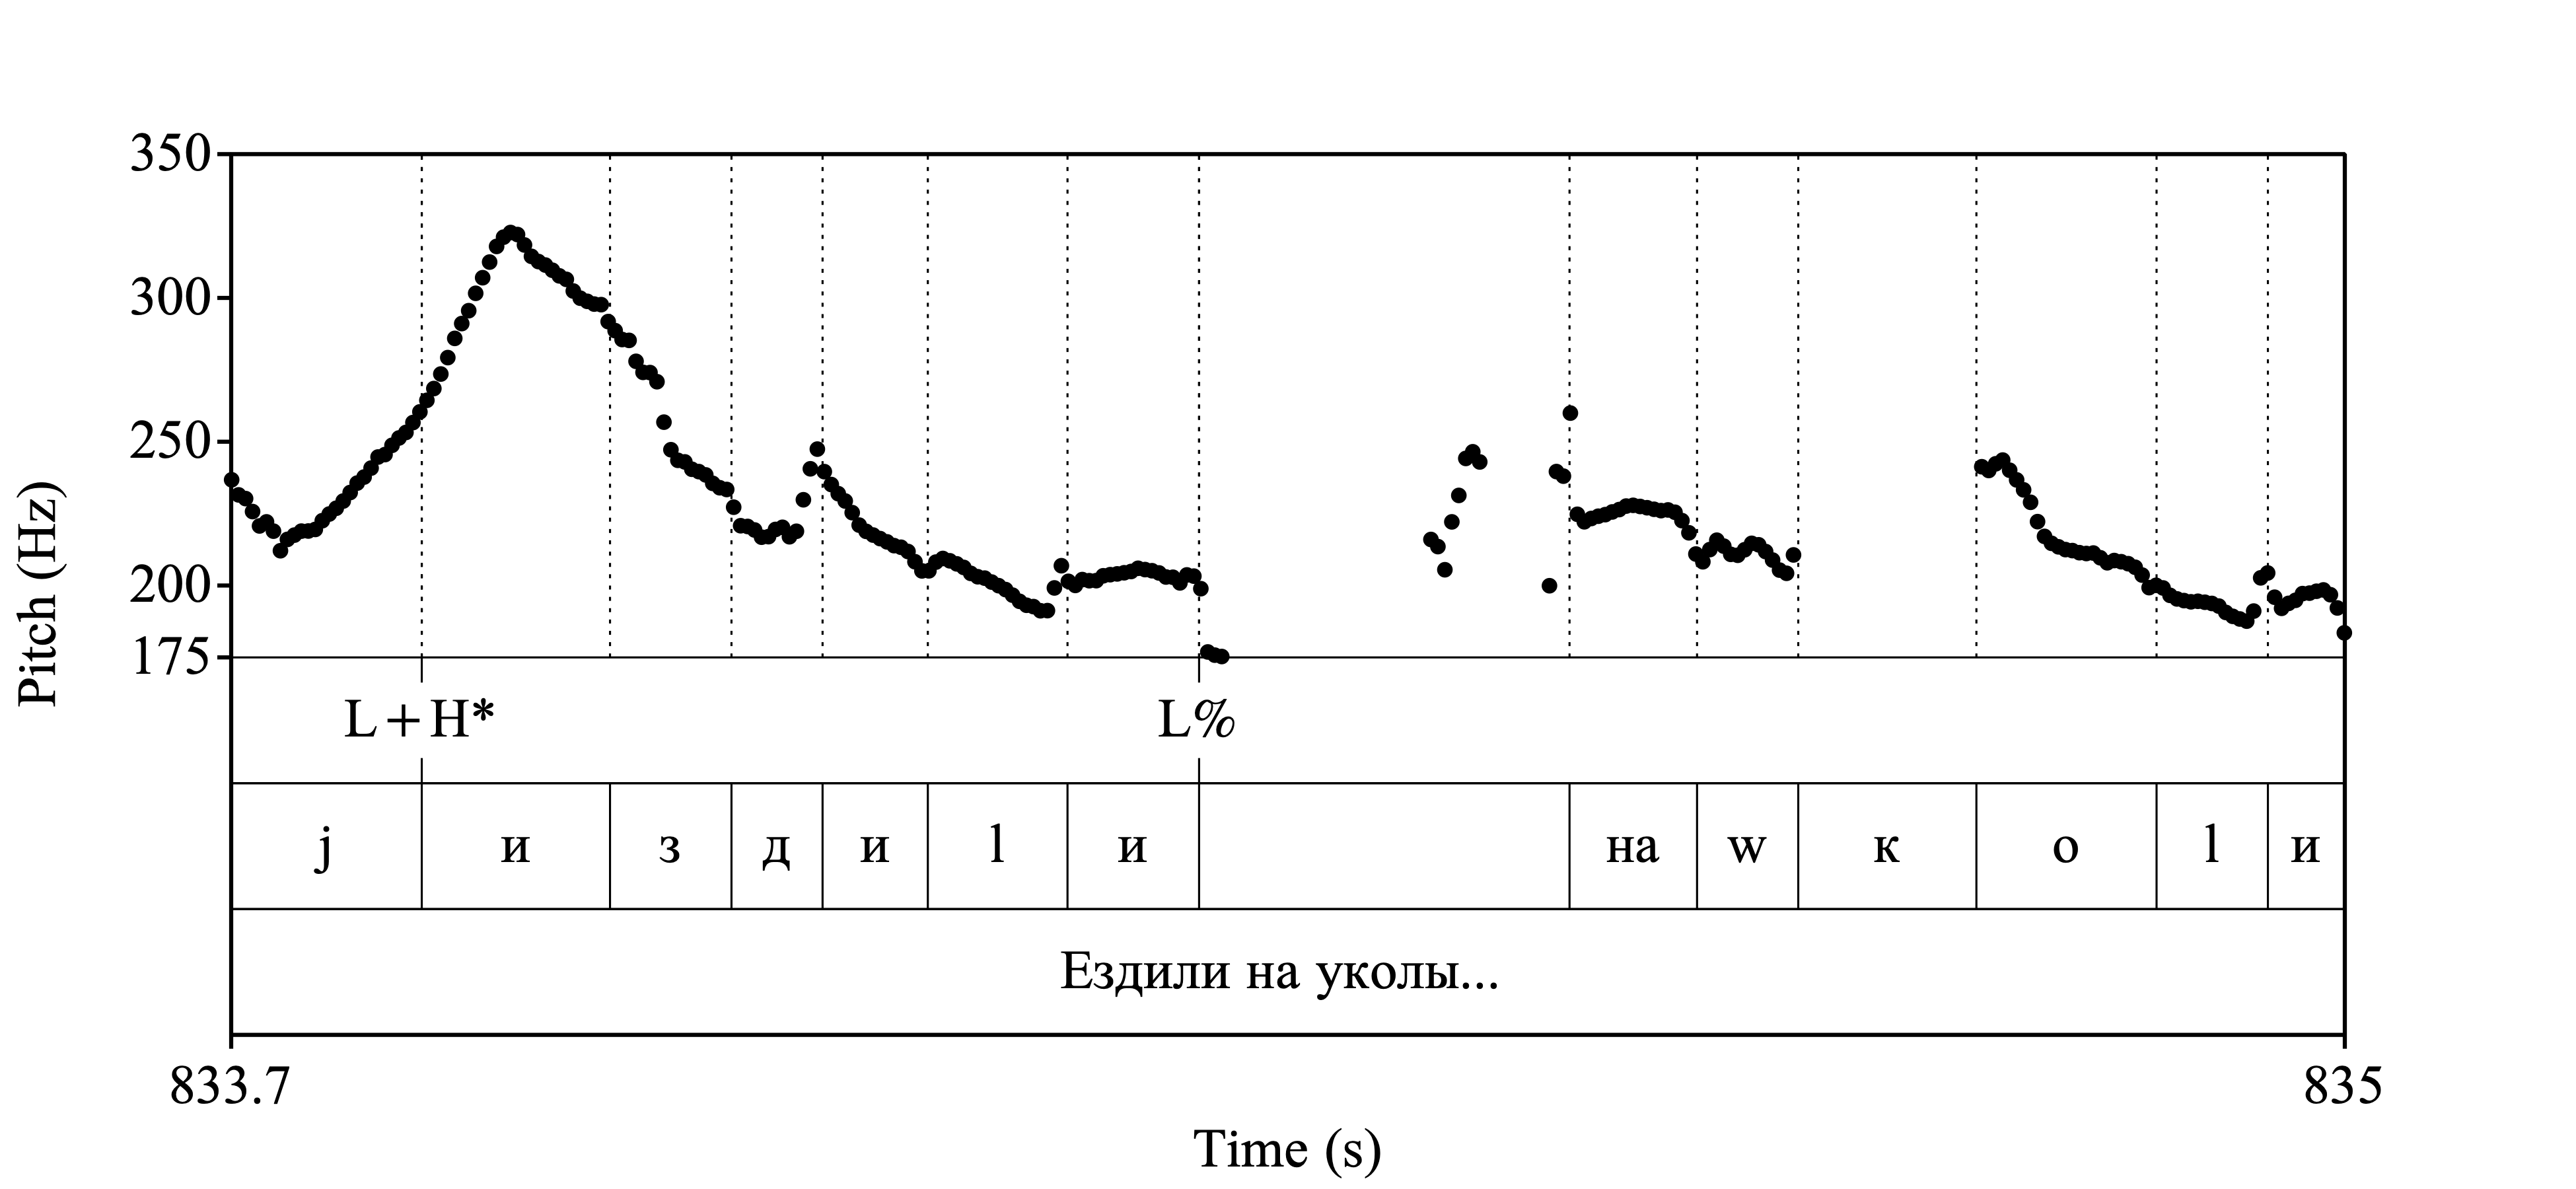 350
300
250
200
175
Pitch (Hz)
L+H* L%
j и з д и l и на w к о l и
Ездили на уколы...
833.7 835
Time (s)